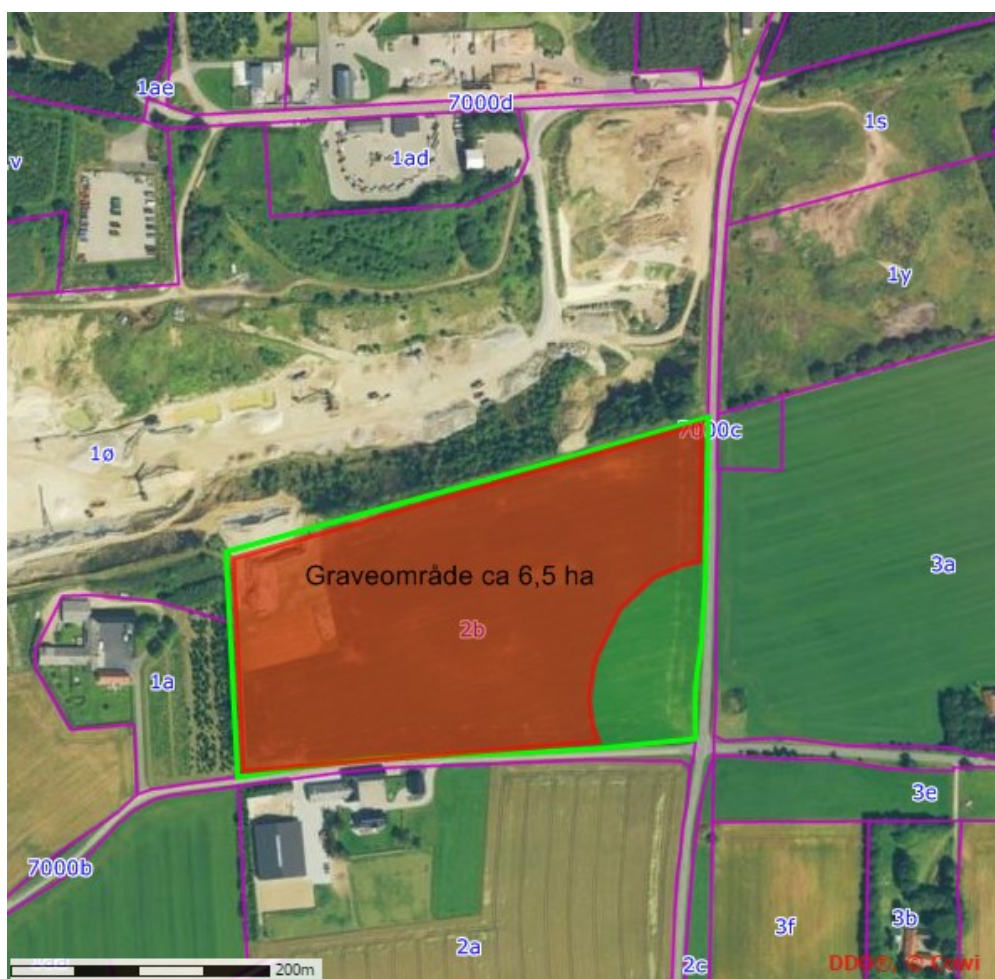 1ae
7000d
1s
1ad
v
1y
7000c
1ø
Graveområde ca 6,5 ha
3a
2b
1a
3e
7000b
3f
3b
2a
2c
200m